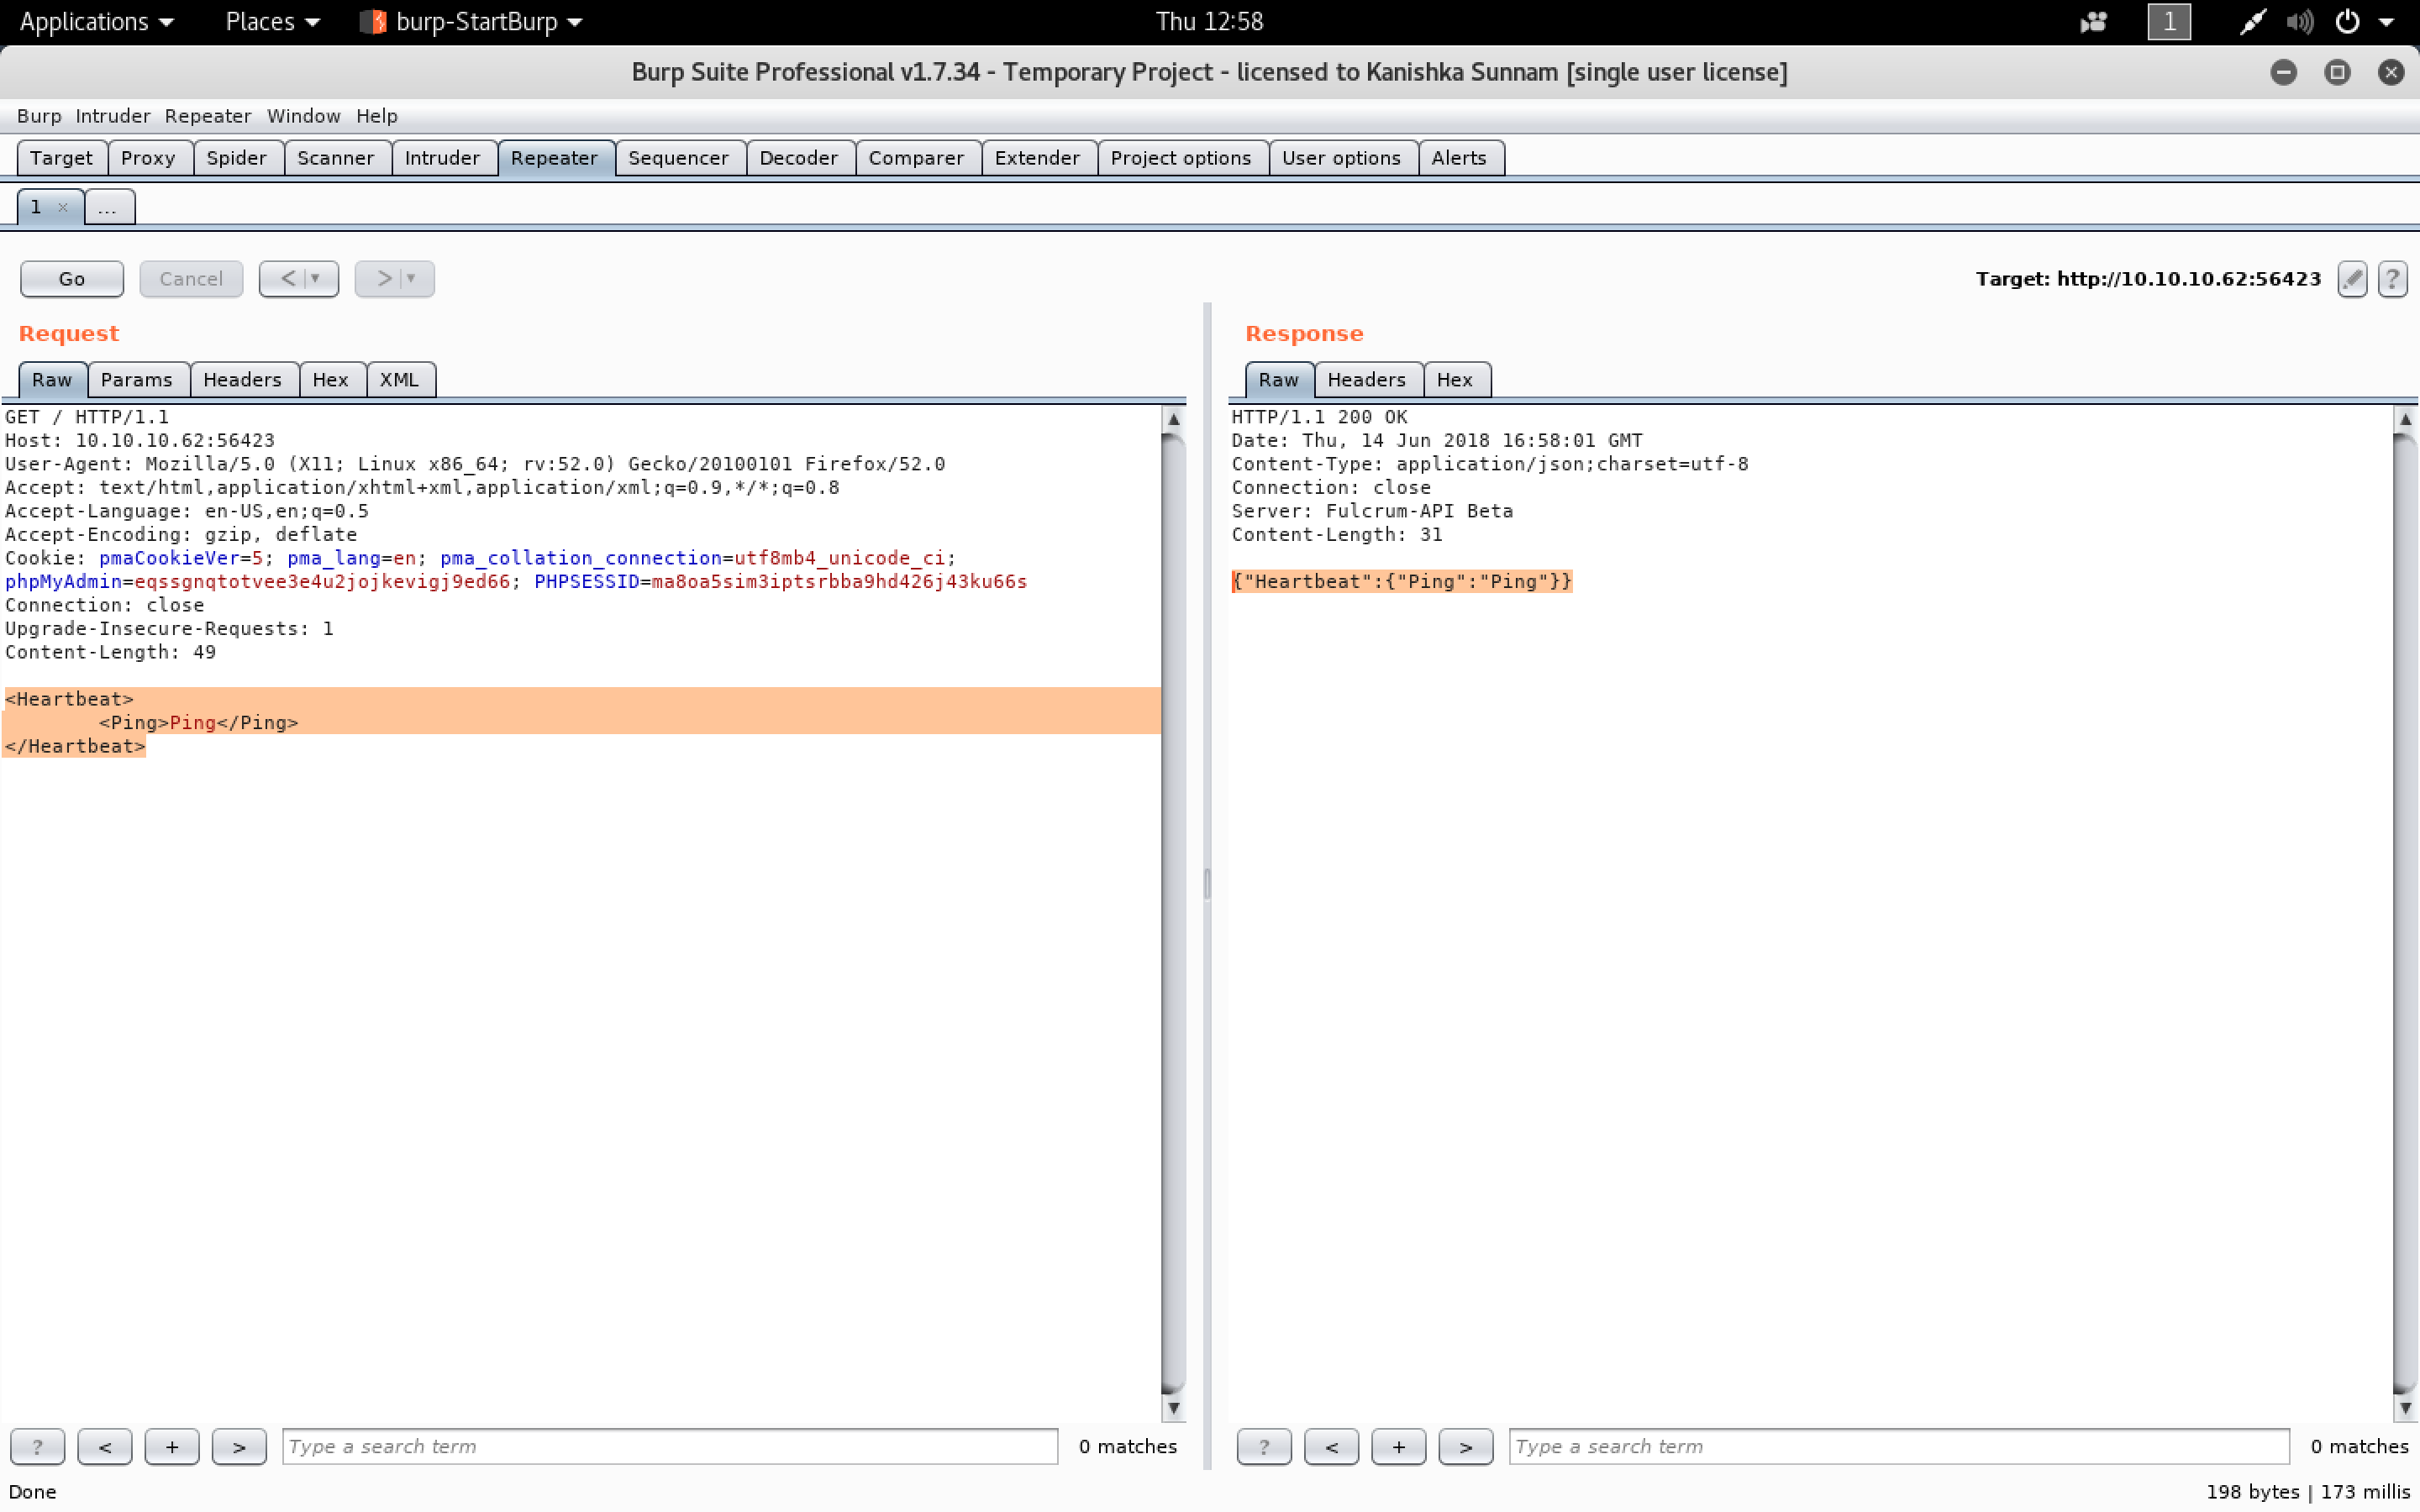 Applications Places burp-StartBurp Thu 12:58 1
Burp Suite Professional v1.7.34 - Temporary Project - licensed to Kanishka Sunnam [single user license]
Burp Intruder Repeater Window Help
Target Proxy Spider Scanner Intruder Repeater Sequencer Decoder Comparer Extender Project options User options Alerts
1 × ...
Go Cancel < > Target: http://10.10.10.62:56423 ?
Request
Raw Params Headers Hex XML
GET / HTTP/1.1
Host: 10.10.10.62:56423
User-Agent: Mozilla/5.0 (X11; Linux x86_64; rv:52.0) Gecko/20100101 Firefox/52.0
Accept: text/html,application/xhtml+xml,application/xml;q=0.9,*/*;q=0.8
Accept-Language: en-US,en;q=0.5
Accept-Encoding: gzip, deflate
Cookie: pmaCookieVer=5; pma_lang=en; pma_collation_connection=utf8mb4_unicode_ci;
phpMyAdmin=eqssgnqtotvee3e4u2jojkevigj9ed66; PHPSESSID=ma8oa5sim3iptsrbba9hd426j43ku66s
Connection: close
Upgrade-Insecure-Requests: 1
Content-Length: 49
<Heartbeat>
<Ping>Ping</Ping>
</Heartbeat>
? < + > Type a search term 0 matches
Response
Raw Headers Hex
HTTP/1.1 200 OK
Date: Thu, 14 Jun 2018 16:58:01 GMT
Content-Type: application/json;charset=utf-8
Connection: close
Server: Fulcrum-API Beta
Content-Length: 31
{"Heartbeat":{"Ping":"Ping"}}
? < + > Type a search term 0 matches
Done 198 bytes | 173 millis